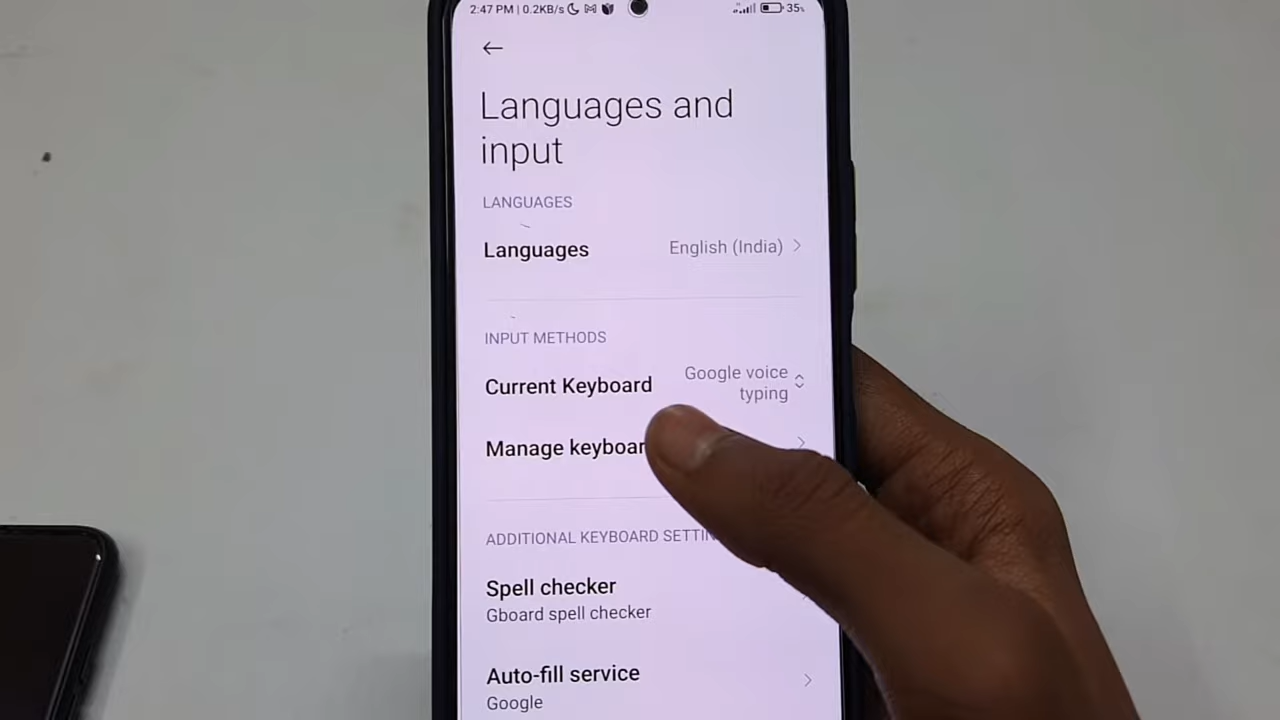 2:47 PM | 0.2KB/s 35%
Languages and
input
LANGUAGES
Languages English (India)
INPUT METHODS
Current Keyboard Google voice
typing
Manage keyboar
ADDITIONAL KEYBOARD SETTIN
Spell checker
Gboard spell checker
Auto-fill service
Google